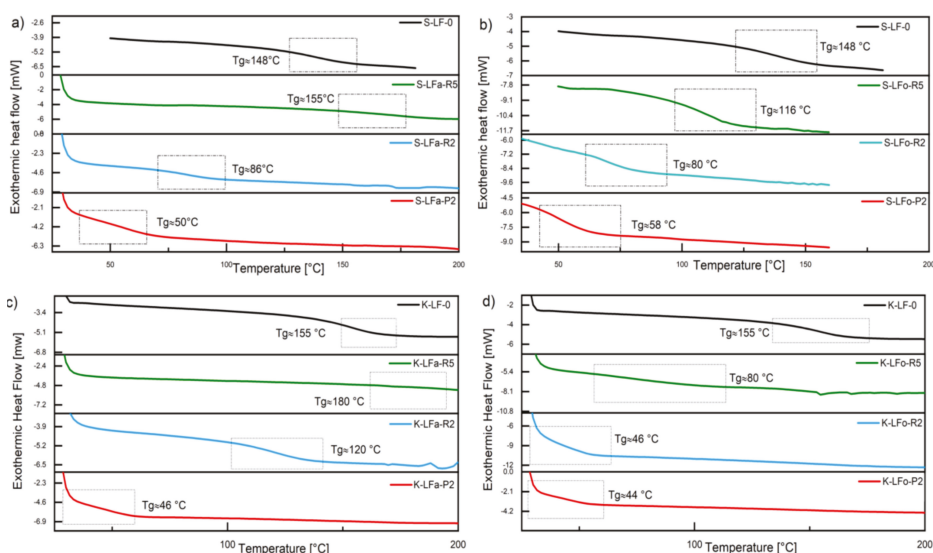 a)
Exothermic heat flow [mW]
-2.6
-5.2
-6.5
S-LF-0
Tg≈148°C
0
-4
-6
S-LFa-R5
Tg≈155°C
0.8
-2.3
-4.6
-6.9
S-LFa-R2
Tg≈86°C
-2.1
-4.2
-6.3
S-LFa-P2
Tg≈50°C
50 100 150 200
Temperature [°C]
b)
Exothermic heat flow [mW]
-3
-4
-5
-6
-7
S-LF-0
Tg≈148°C
-7.8
-9.1
-10.4
-11.7
S-LFo-R5
Tg≈116°C
-6.0
-7.2
-8.4
-9.6
S-LFo-R2
Tg≈80°C
-4.5
-6.0
-7.5
-9.0
S-LFo-P2
Tg≈58°C
50 100 150 200
Temperature [°C]
c)
Exothermic Heat Flow [mw]
-3.4
-5.1
-6.8
K-LF-0
Tg≈155 °C
-2.4
-4.8
-7.2
K-LFa-R5
Tg≈180 °C
-3.9
-5.2
-6.5
K-LFa-R2
Tg≈120 °C
-2.3
-4.6
-6.9
K-LFa-P2
Tg≈46 °C
100 150 200
Temperature [°C]
d)
Exothermic Heat Flow [mW]
-2
-4
-6
K-LF-0
Tg≈155 °C
-5.4
-8.1
-10.8
K-LFo-R5
Tg≈80 °C
-6
-12
K-LFo-R2
Tg≈46 °C
0.0
-2.1
-4.2
K-LFo-P2
Tg≈44 °C
100 150 200
Temperature [°C]